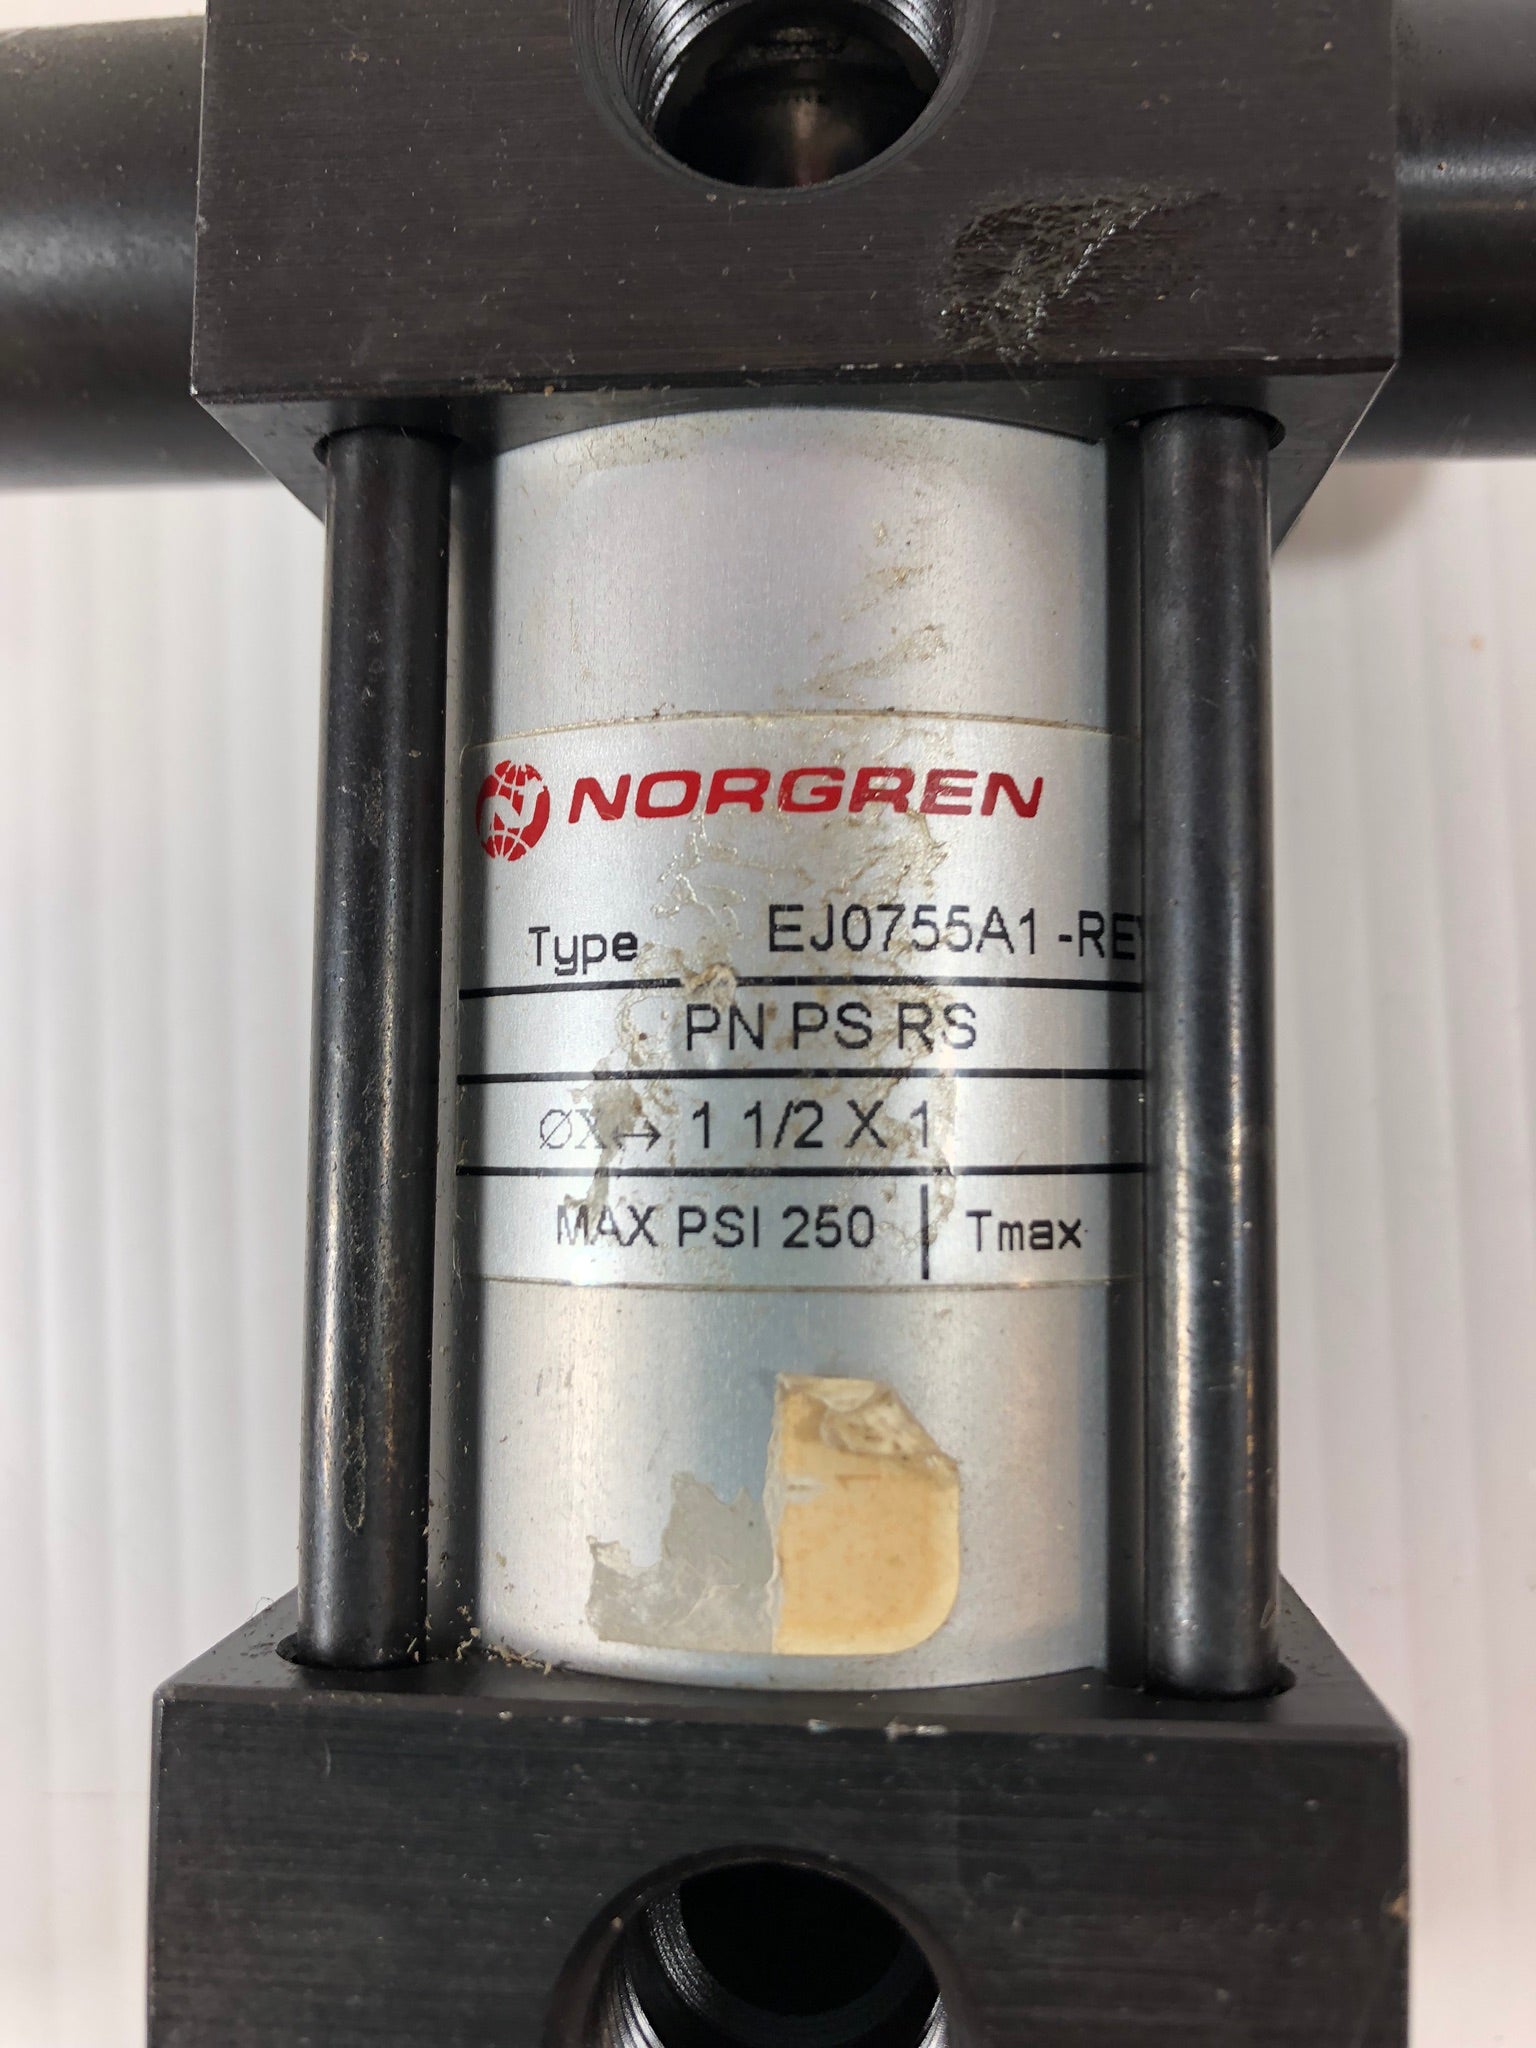 NORGREN
Type EJ0755A1-RE
PN PS RS
ØX↔ 1 1/2 X 1
MAX PSI 250 | Tmax